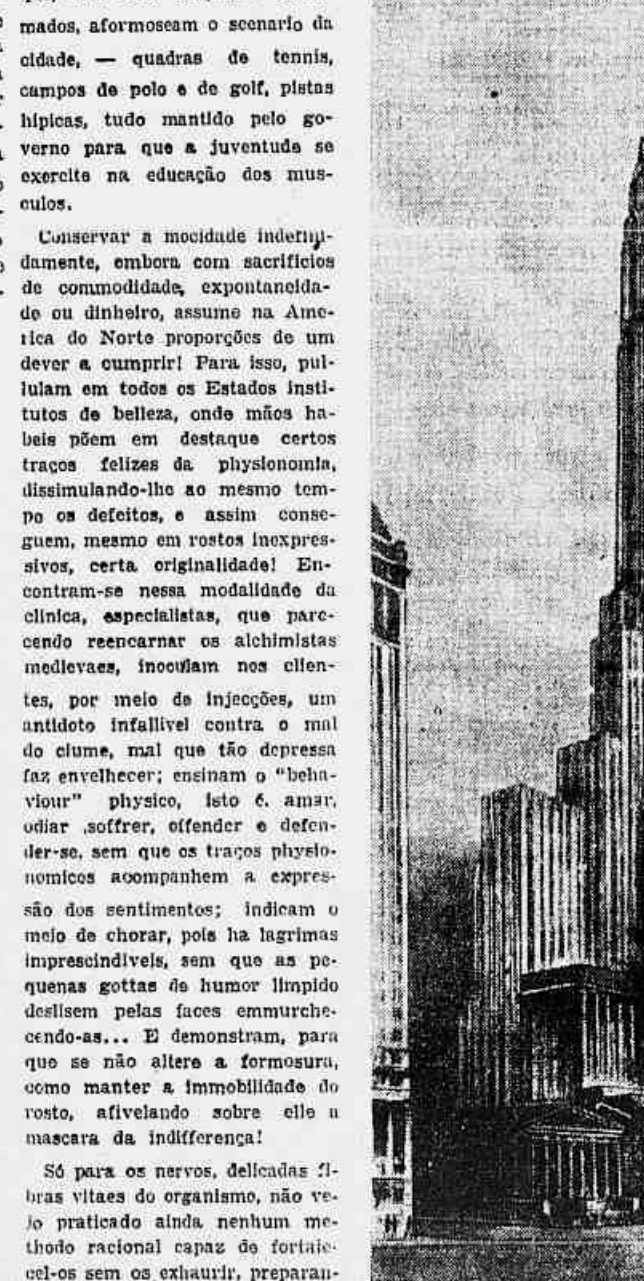 mados, aformoseam o scenario da
cidade, — quadras de tennis,
campos de polo e de golf, pistas
hipicas, tudo mantido pelo go-
verno para que a juventude se
exercite na educação dos mus-
culos.
Conservar a mocidade indefini-
damente, embora com sacrificios
de commodidade, expontaneida-
de ou dinheiro, assume na Ame-
rica do Norte proporções de um
dever a cumprir! Para isso, pul-
lulam em todos os Estados insti-
tutos de belleza, onde mãos ha-
beis põem em destaque certos
traços felizes da physionomia,
dissimulando-lhe ao mesmo tem-
po os defeitos, e assim conse-
guem, mesmo em rostos inexpres-
sivos, certa originalidade! En-
contram-se nessa modalidade da
clinica, especialistas, que pare-
cendo reencarnar os alchimistas
medievaes, inoculam nos clien-
tes, por meio de injecções, um
antidoto infallivel contra o mal
do ciume, mal que tão depressa
faz envelhecer; ensinam o "beha-
viour" physico, isto é, amar,
odiar ,soffrer, offender e defen-
der-se, sem que os traços physio-
nomicos acompanhem a expres-
são dos sentimentos; indicam o
meio de chorar, pois ha lagrimas
imprescindiveis, sem que as pe-
quenas gottas de humor limpido
deslisem pelas faces emmurche-
cendo-as... E demonstram, para
que se não altere a formosura,
como manter a immobilidade do
rosto, afivelando sobre elle a
mascara da indifferença!
Só para os nervos, delicadas fi-
bras vitaes do organismo, não ve-
jo praticado ainda nenhum me-
thodo racional capaz de fortale-
cel-os sem os exhaurir, preparan-